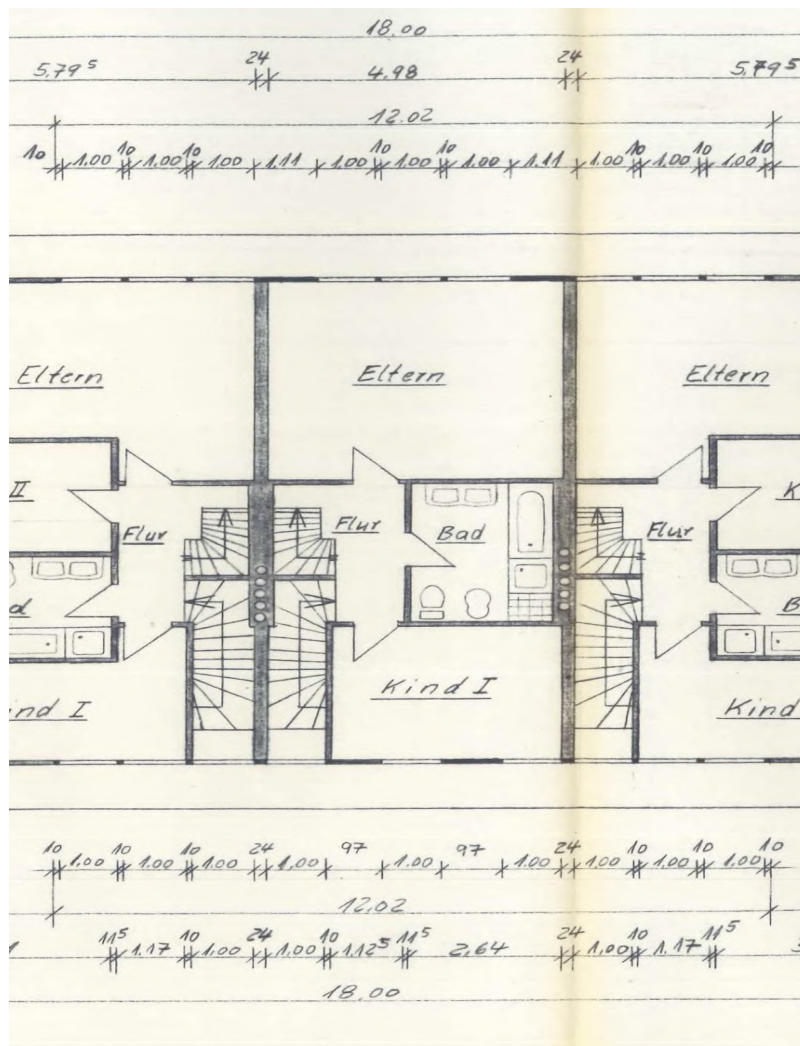 18.00
5.79⁵ 24 4.98 24 5.79⁵
12.02
10 1.00 10 1.00 10 1.00 1.11 1.00 10 1.00 10 1.00 1.11 1.00 10 1.00 10 1.00 10
Eltern Eltern Eltern
II K
Flur Flur Bad Flur
d B
ind I Kind I Kind
10 1.00 10 1.00 10 1.00 24 1.00 97 1.00 97 1.00 24 1.00 10 1.00 10 1.00 10
12.02
11⁵ 1.17 10 1.00 24 1.00 10 1.12⁵ 11⁵ 2.64 24 1.00 10 1.17 11⁵
18.00